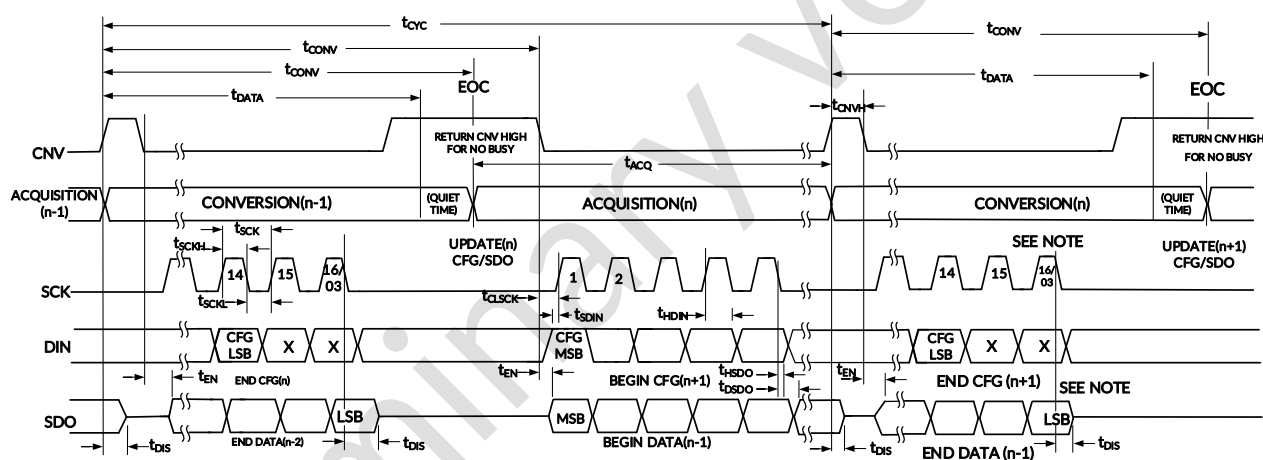 tCYC
tCONV
tCONV
tCONV
EOC
tDATA
tDATA
EOC
tCNVH
CNV
RETURN CNV HIGH
FOR NO BUSY
RETURN CNV HIGH
FOR NO BUSY
tACQ
ACQUISITION
(n-1)
CONVERSION(n-1)
(QUIET
TIME)
ACQUISITION(n)
CONVERSION(n)
(QUIET
TIME)
UPDATE(n)
CFG/SDO
SEE NOTE
UPDATE(n+1)
CFG/SDO
tSCK
tSCKH
SCK
14
15
16/
03
1
2
14
15
16/
03
tSCKL
tCLSCK
tSDIN
tHDIN
DIN
CFG
LSB
X
X
CFG
MSB
CFG
LSB
X
X
tEN
END CFG(n)
tEN
BEGIN CFG(n+1)
tHSDO
tDSDO
tEN
END CFG (n+1)
SEE NOTE
SDO
LSB
MSB
LSB
tDIS
END DATA(n-2)
tDIS
BEGIN DATA(n-1)
tDIS
END DATA (n-1)
tDIS
minary v